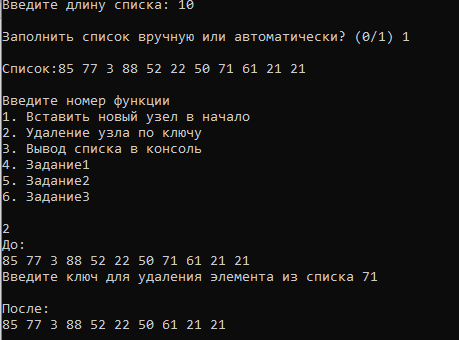 Введите длину списка: 10
Заполнить список вручную или автоматически? (0/1) 1
Список:85 77 3 88 52 22 50 71 61 21 21
Введите номер функции
1. Вставить новый узел в начало
2. Удаление узла по ключу
3. Вывод списка в консоль
4. Задание1
5. Задание2
6. Задание3
2
До:
85 77 3 88 52 22 50 71 61 21 21
Введите ключ для удаления элемента из списка 71
После:
85 77 3 88 52 22 50 61 21 21